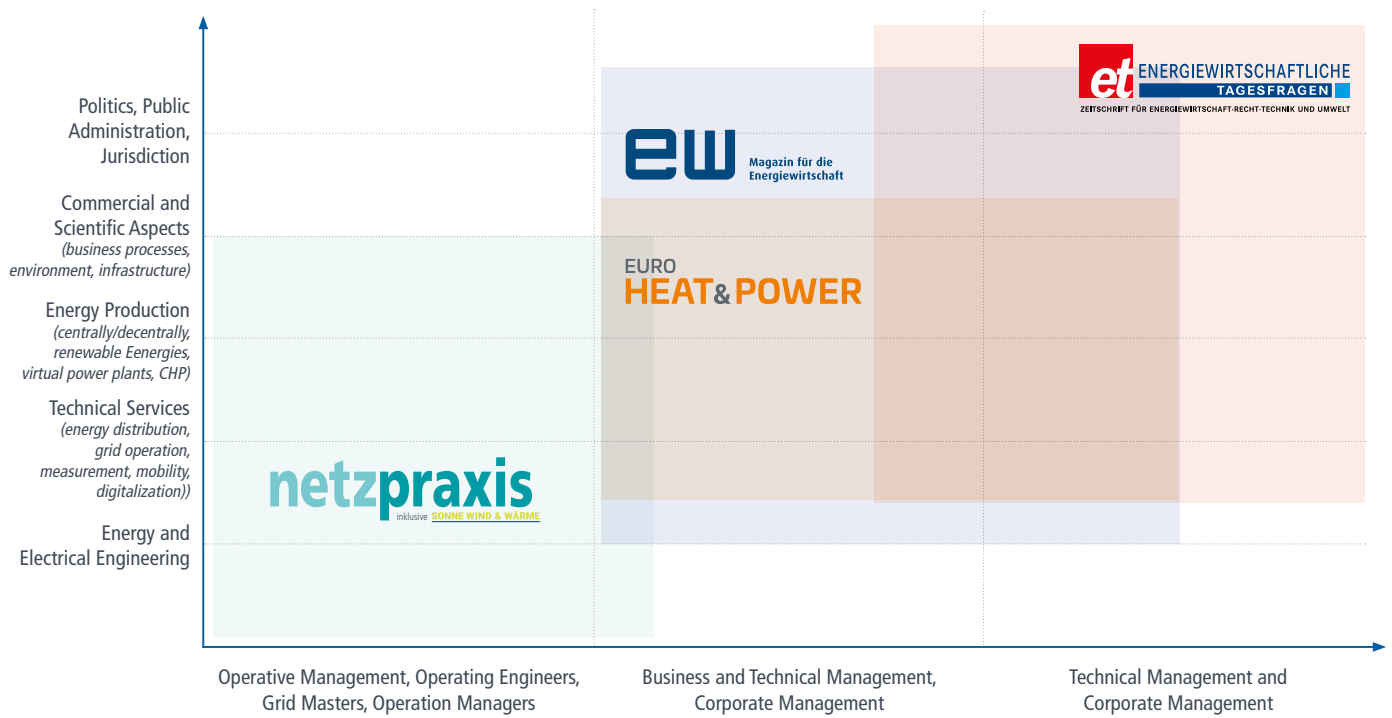 Politics, Public
Administration,
Jurisdiction
Commercial and
Scientific Aspects
(business processes,
environment, infrastructure)
Energy Production
(centrally/decentrally,
renewable Eenergies,
virtual power plants, CHP)
Technical Services
(energy distribution,
grid operation,
measurement, mobility,
digitalization))
Energy and
Electrical Engineering
et ENERGIEWIRTSCHAFTLICHE
TAGESFRAGEN
ZEITSCHRIFT FÜR ENERGIEWIRTSCHAFT·RECHT·TECHNIK UND UMWELT
ew
Magazin für die
Energiewirtschaft
EURO
HEAT&POWER
netzpraxis
inklusive SONNE WIND & WÄRME
Operative Management, Operating Engineers,
Grid Masters, Operation Managers
Business and Technical Management,
Corporate Management
Technical Management and
Corporate Management